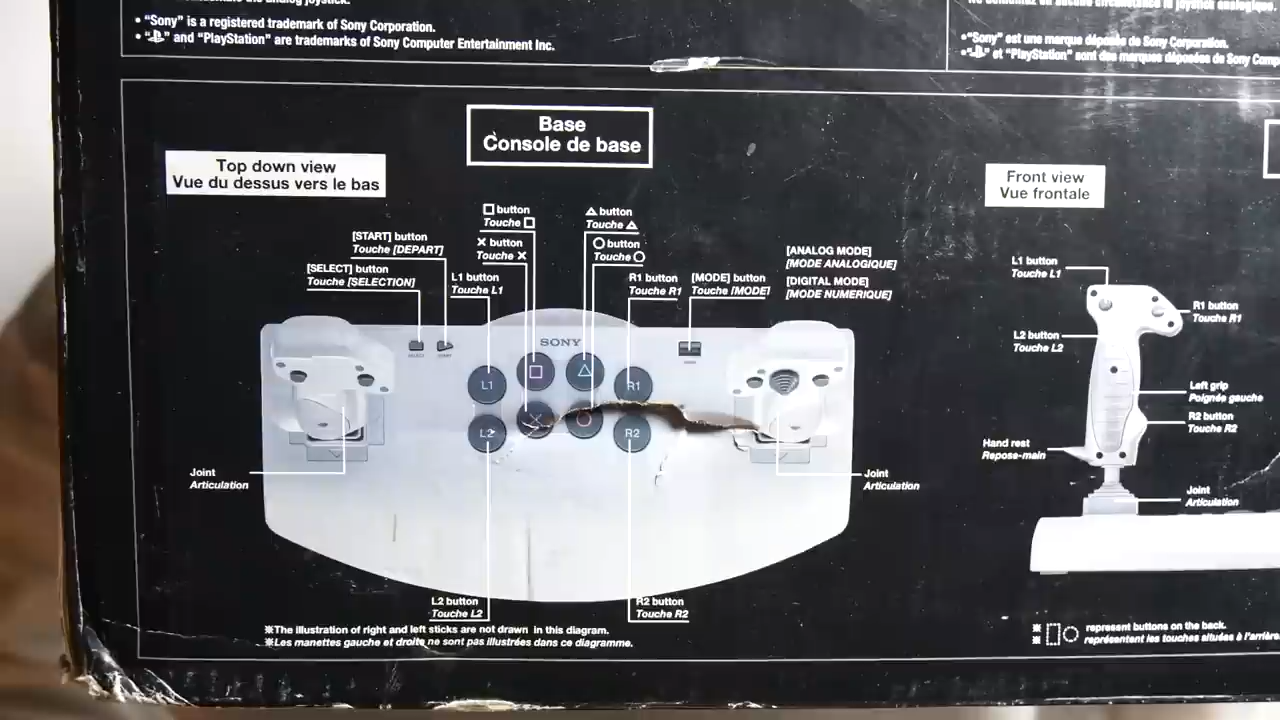 • “Sony” is a registered trademark of Sony Corporation.
• “ ” and “PlayStation” are trademarks of Sony Computer Entertainment Inc.
•“Sony” est une marque déposée de Sony Corporation.
•“ ” et “PlayStation” sont des marques déposées de Sony
Base
Console de base
Top down view
Vue du dessus vers le bas
□ button
Touche □
△ button
Touche △
✕ button
Touche ✕
○ button
Touche ○
[START] button
Touche [DEPART]
[SELECT] button
Touche [SELECTION]
L1 button
Touche L1
R1 button
Touche R1
[MODE] button
Touche [MODE]
[ANALOG MODE]
[MODE ANALOGIQUE]
[DIGITAL MODE]
[MODE NUMERIQUE]
SONY
L1
R1
L2
R2
Joint
Articulation
Joint
Articulation
L2 button
Touche L2
R2 button
Touche R2
※The illustration of right and left sticks are not drawn in this diagram.
※Les manettes gauche et droite ne sont pas illustrées dans ce diagramme.
Front view
Vue frontale
L1 button
Touche L1
R1 button
Touche R1
L2 button
Touche L2
Left grip
Poignée gauche
R2 button
Touche R2
Hand rest
Repose-main
Joint
Articulation
※ represent buttons on the back.
※ représentent les touches situées à l'arrière